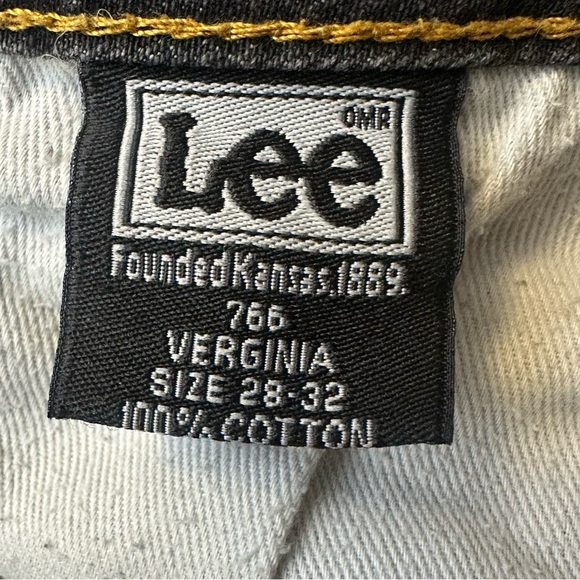 Lee OMR
Founded Kansas, 1889
766
VERGINIA
SIZE 28-32
100% COTTON